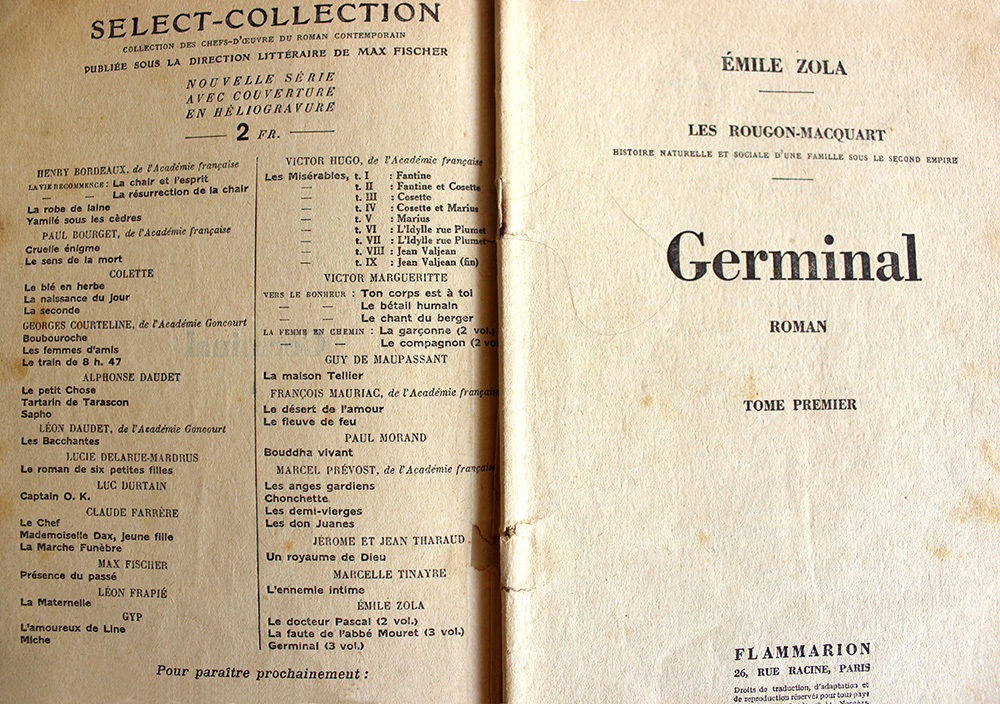 SELECT-COLLECTION
COLLECTION DES CHEFS-D'ŒUVRE DU ROMAN CONTEMPORAIN
PUBLIÉE SOUS LA DIRECTION LITTÉRAIRE DE MAX FISCHER
NOUVELLE SÉRIE
AVEC COUVERTURE
EN HÉLIOGRAVURE
2 FR.
HENRY BORDEAUX, de l'Académie française
LA VIE RECOMMENCE : La chair et l'esprit
— — La résurrection de la chair
La robe de laine
Yamilé sous les cèdres
PAUL BOURGET, de l'Académie française
Cruelle énigme
Le sens de la mort
COLETTE
Le blé en herbe
La naissance du jour
La seconde
GEORGES COURTELINE, de l'Académie Goncourt
Boubouroche
Les femmes d'amis
Le train de 8 h. 47
ALPHONSE DAUDET
Le petit Chose
Tartarin de Tarascon
Sapho
LÉON DAUDET, de l'Académie Goncourt
Les Bacchantes
LUCIE DELARUE-MARDRUS
Le roman de six petites filles
LUC DURTAIN
Captain O. K.
CLAUDE FARRÈRE
Le Chef
Mademoiselle Dax, jeune fille
La Marche Funèbre
MAX FISCHER
Présence du passé
LÉON FRAPIÉ
La Maternelle
GYP
L'amoureux de Line
Miche
VICTOR HUGO, de l'Académie française
Les Misérables, t. I : Fantine
— t. II : Fantine et Cosette
— t. III : Cosette
— t. IV : Cosette et Marius
— t. V : Marius
— t. VI : L'Idylle rue Plumet
— t. VII : L'Idylle rue Plumet
— t. VIII : Jean Valjean
— t. IX : Jean Valjean (fin)
VICTOR MARGUERITTE
VERS LE BONHEUR : Ton corps est à toi
— — Le bétail humain
— — Le chant du berger
LA FEMME EN CHEMIN : La garçonne (2 vol.
— — Le compagnon (2 vo
GUY DE MAUPASSANT
La maison Tellier
FRANÇOIS MAURIAC, de l'Académie françai
Le désert de l'amour
Le fleuve de feu
PAUL MORAND
Bouddha vivant
MARCEL PRÉVOST, de l'Académie françai
Les anges gardiens
Chonchette
Les demi-vierges
Les don Juanes
JÉROME ET JEAN THARAUD
Un royaume de Dieu
MARCELLE TINAYRE
L'ennemie intime
ÉMILE ZOLA
Le docteur Pascal (2 vol.)
La faute de l'abbé Mouret (3 vol.)
Germinal (3 vol.)
Pour paraître prochainement :
ÉMILE ZOLA
LES ROUGON-MACQUART
HISTOIRE NATURELLE ET SOCIALE D'UNE FAMILLE SOUS LE SECOND EMPIRE
Germinal
ROMAN
TOME PREMIER
FLAMMARION
26, RUE RACINE, PARIS
Droits de traduction, d'adaptation et
de reproduction réservés pour tous pays